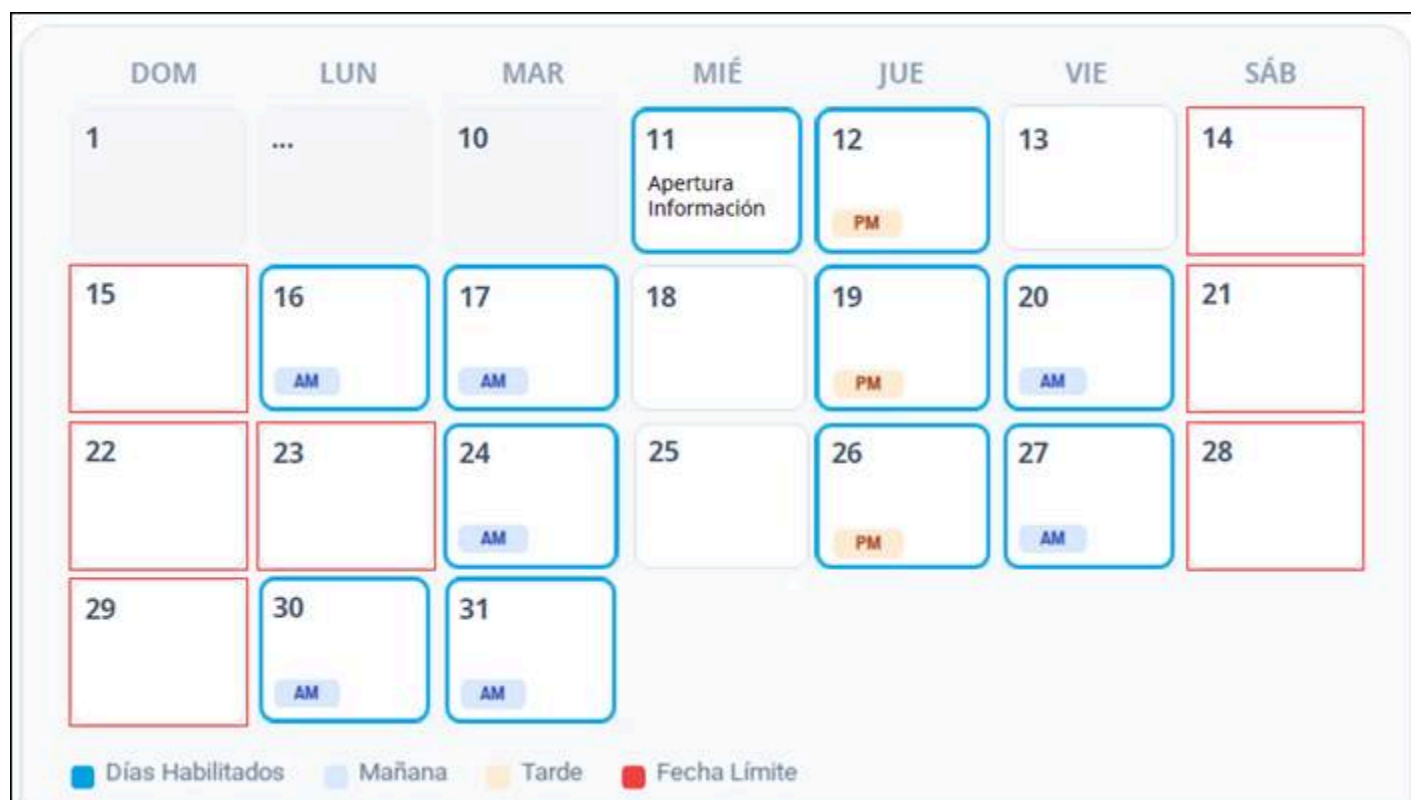 DOM LUN MAR MIÉ JUE VIE SÁB
1 ... 10 11 12 13 14
Apertura
Información
PM
15 16 17 18 19 20 21
AM AM PM AM
22 23 24 25 26 27 28
AM PM AM
29 30 31
AM AM
Días Habilitados Mañana Tarde Fecha Límite